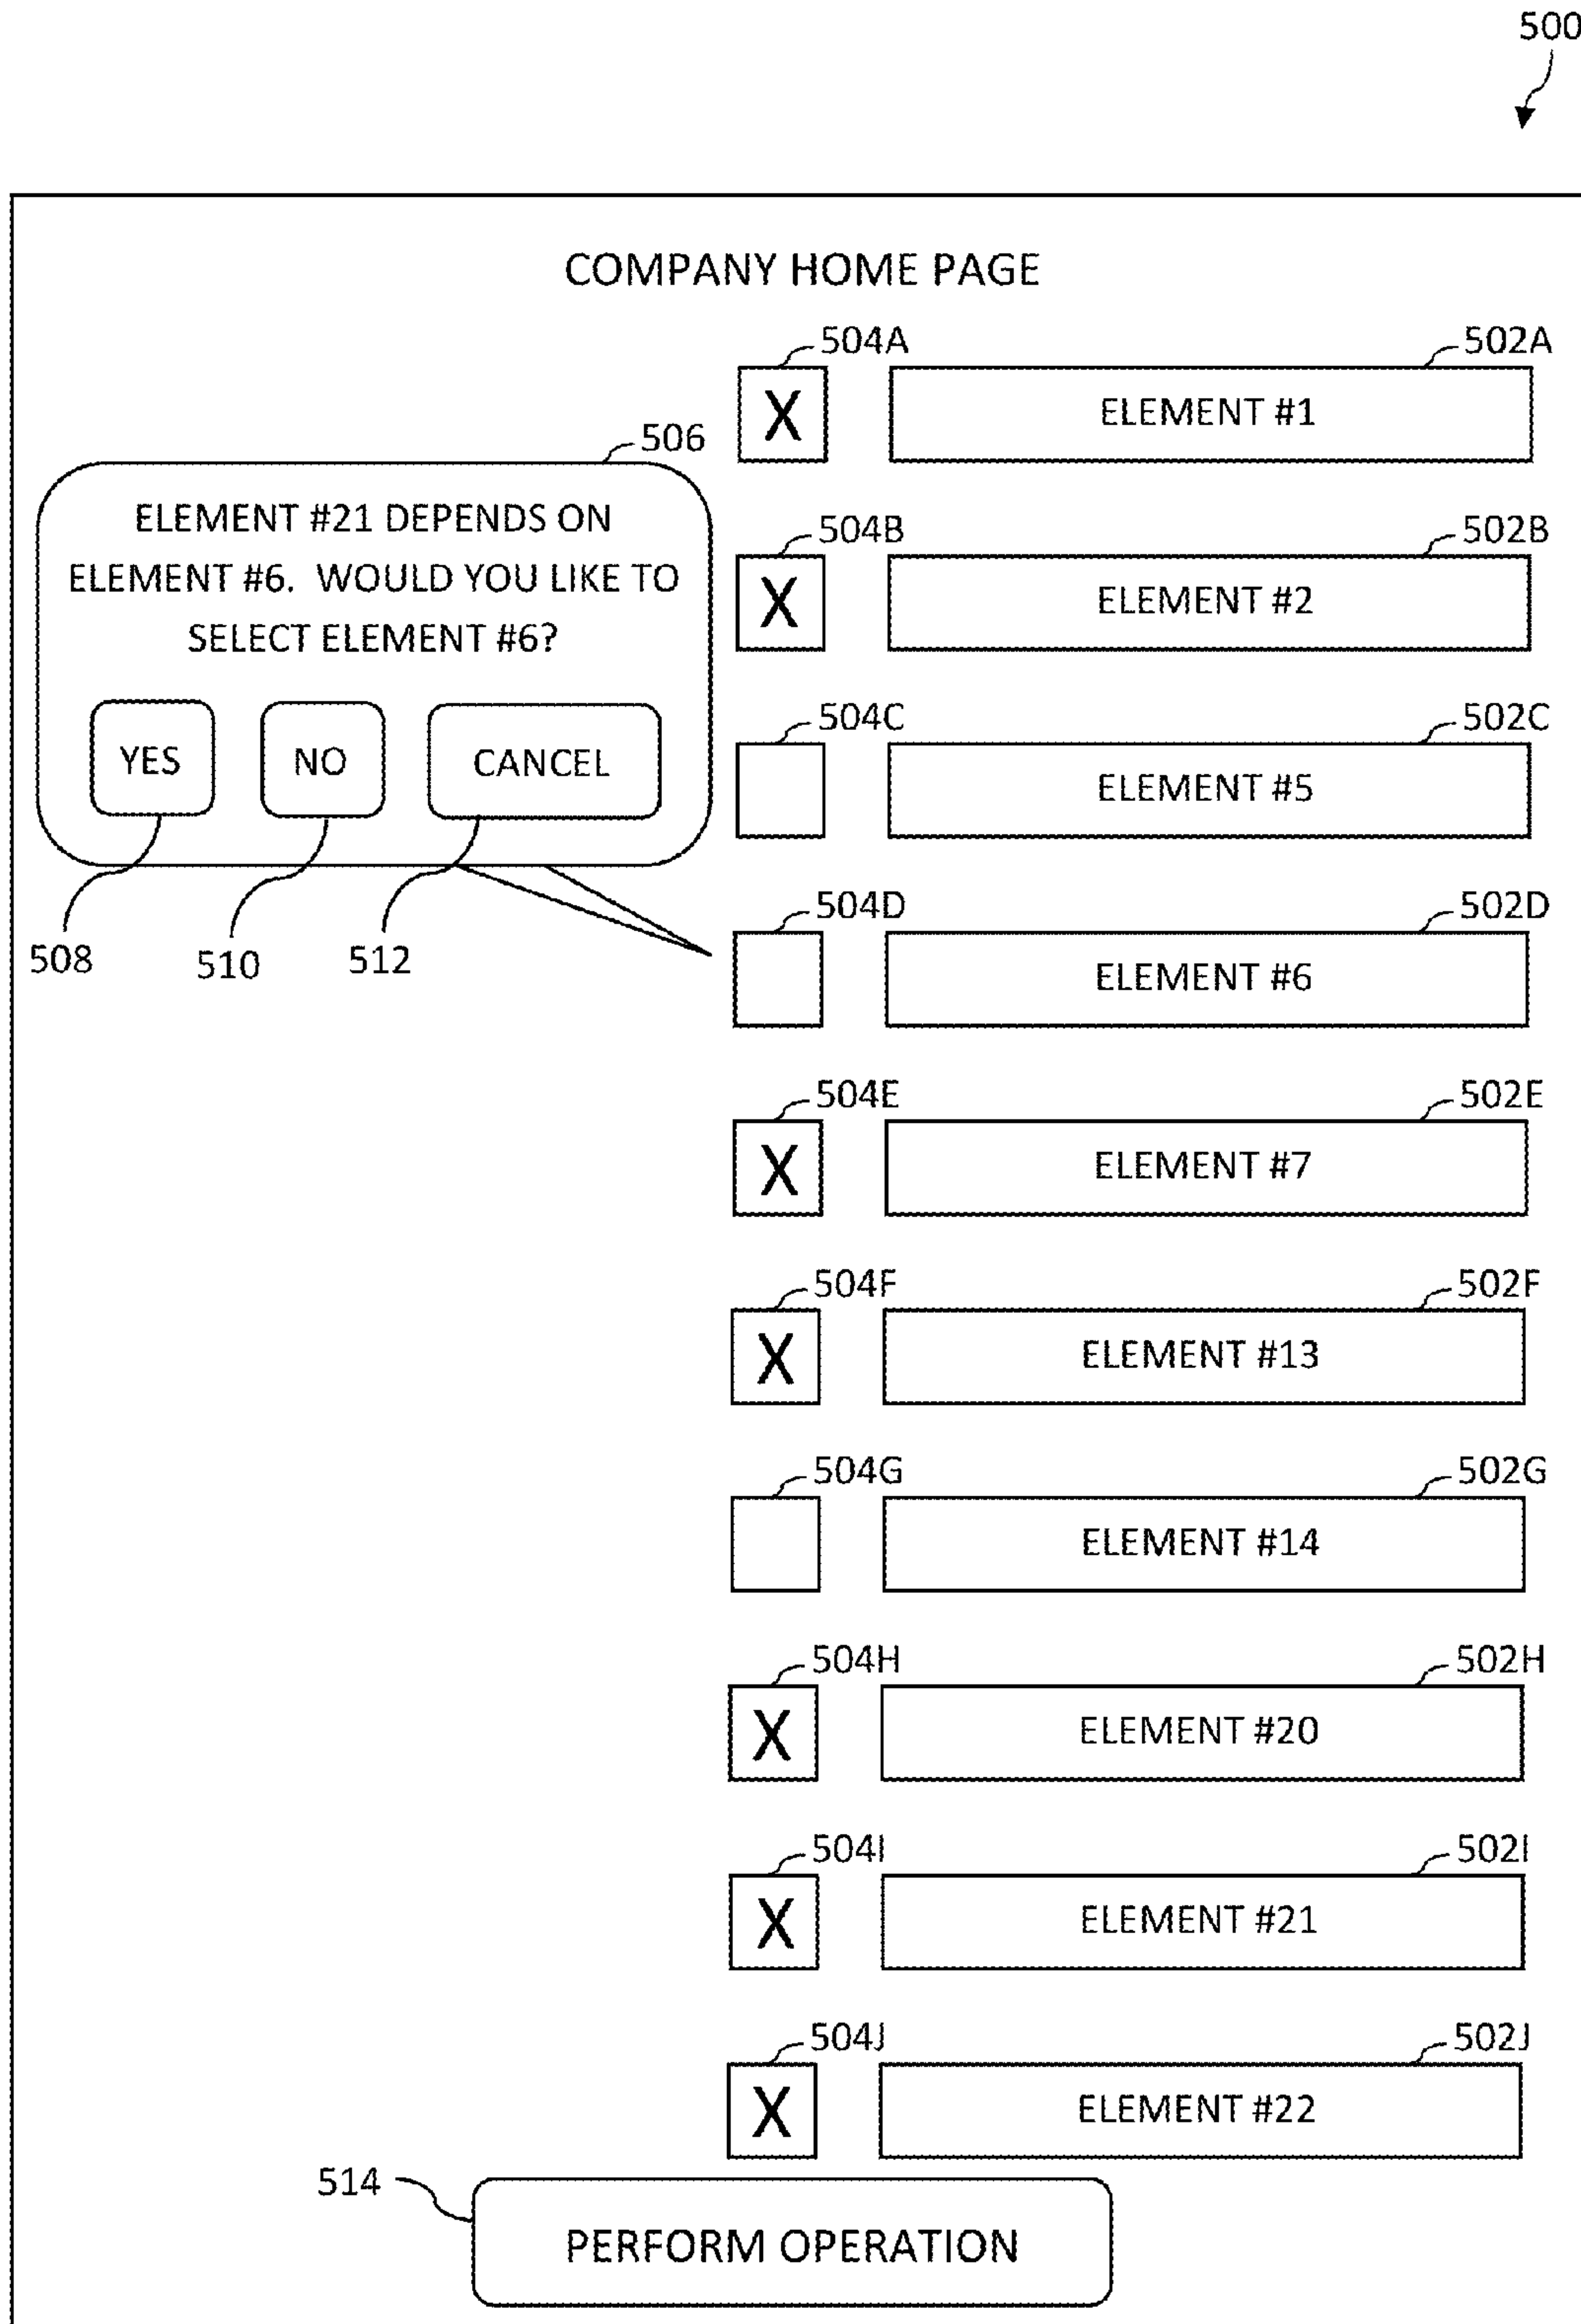 500
COMPANY HOME PAGE
504A
502A
X
ELEMENT #1
506
ELEMENT #21 DEPENDS ON
ELEMENT #6. WOULD YOU LIKE TO
SELECT ELEMENT #6?
YES
NO
CANCEL
508
510
512
504B
502B
X
ELEMENT #2
504C
502C
ELEMENT #5
504D
502D
ELEMENT #6
504E
502E
X
ELEMENT #7
504F
502F
X
ELEMENT #13
504G
502G
ELEMENT #14
504H
502H
X
ELEMENT #20
504I
502I
X
ELEMENT #21
504J
502J
X
ELEMENT #22
514
PERFORM OPERATION